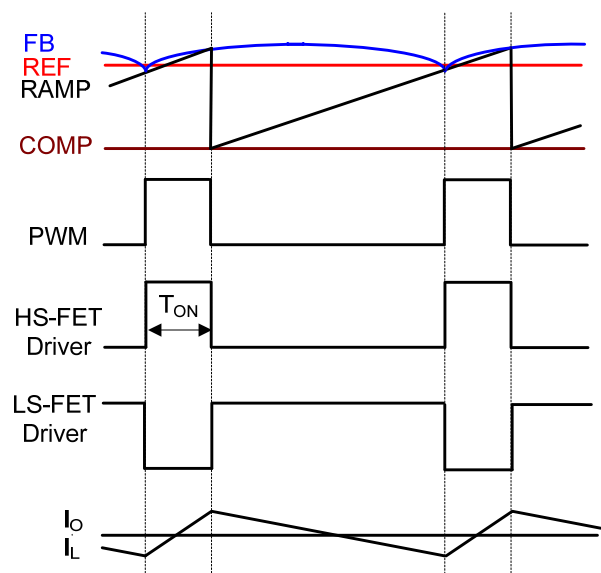 FB
REF
RAMP
COMP
PWM
HS-FET
Driver
TON
LS-FET
Driver
IO
IL